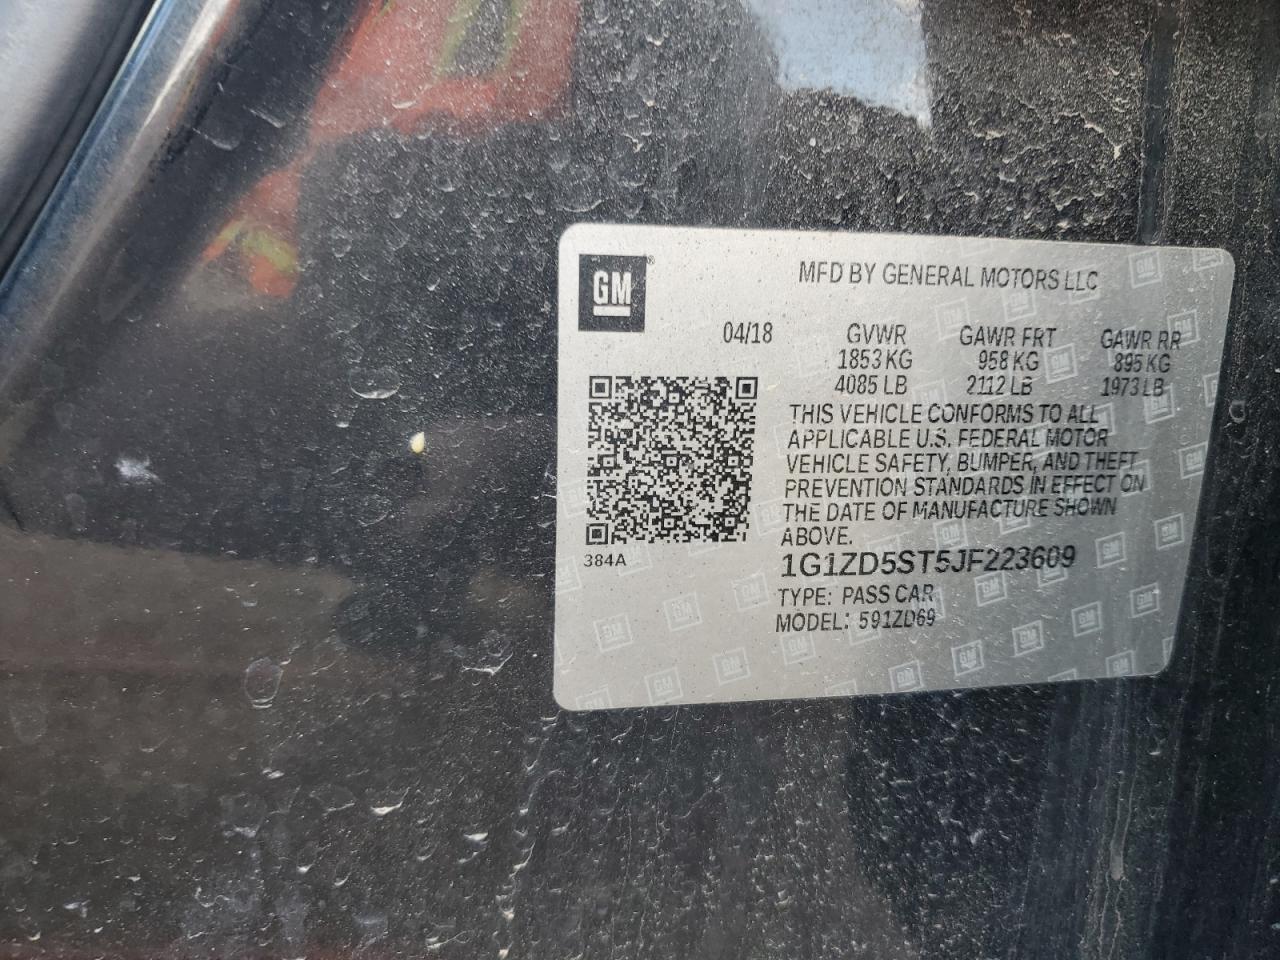 GM
MFD BY GENERAL MOTORS LLC
04/18 GVWR GAWR FRT GAWR RR
1853 KG 958 KG 895 KG
4085 LB 2112 LB 1973 LB
THIS VEHICLE CONFORMS TO ALL
APPLICABLE U.S. FEDERAL MOTOR
VEHICLE SAFETY, BUMPER, AND THEFT
PREVENTION STANDARDS IN EFFECT ON
THE DATE OF MANUFACTURE SHOWN
ABOVE.
384A
1G1ZD5ST5JF223609
TYPE: PASS CAR
MODEL: 591ZD69